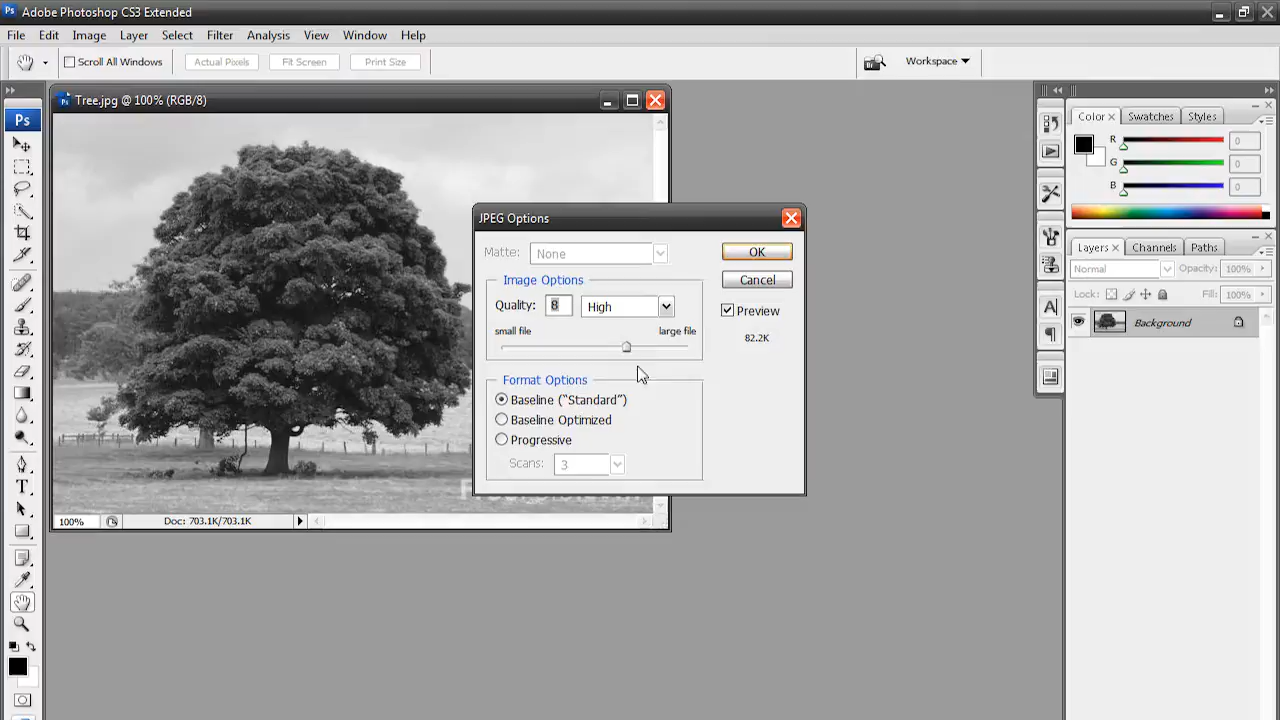 Ps Adobe Photoshop CS3 Extended
File Edit Image Layer Select Filter Analysis View Window Help
Scroll All Windows Actual Pixels Fit Screen Print Size Workspace
Ps
Tree.jpg @ 100% (RGB/8)
100% Doc: 703.1K/703.1K
T
JPEG Options
Matte: None
OK
Image Options
Cancel
Quality: 8 High
Preview
small file large file
82.2K
Format Options
Baseline ("Standard")
Baseline Optimized
Progressive
Scans: 3
Color Swatches Styles
R 0
G 0
B 0
Layers Channels Paths
Normal Opacity: 100%
Lock: Fill: 100%
Background
A
¶